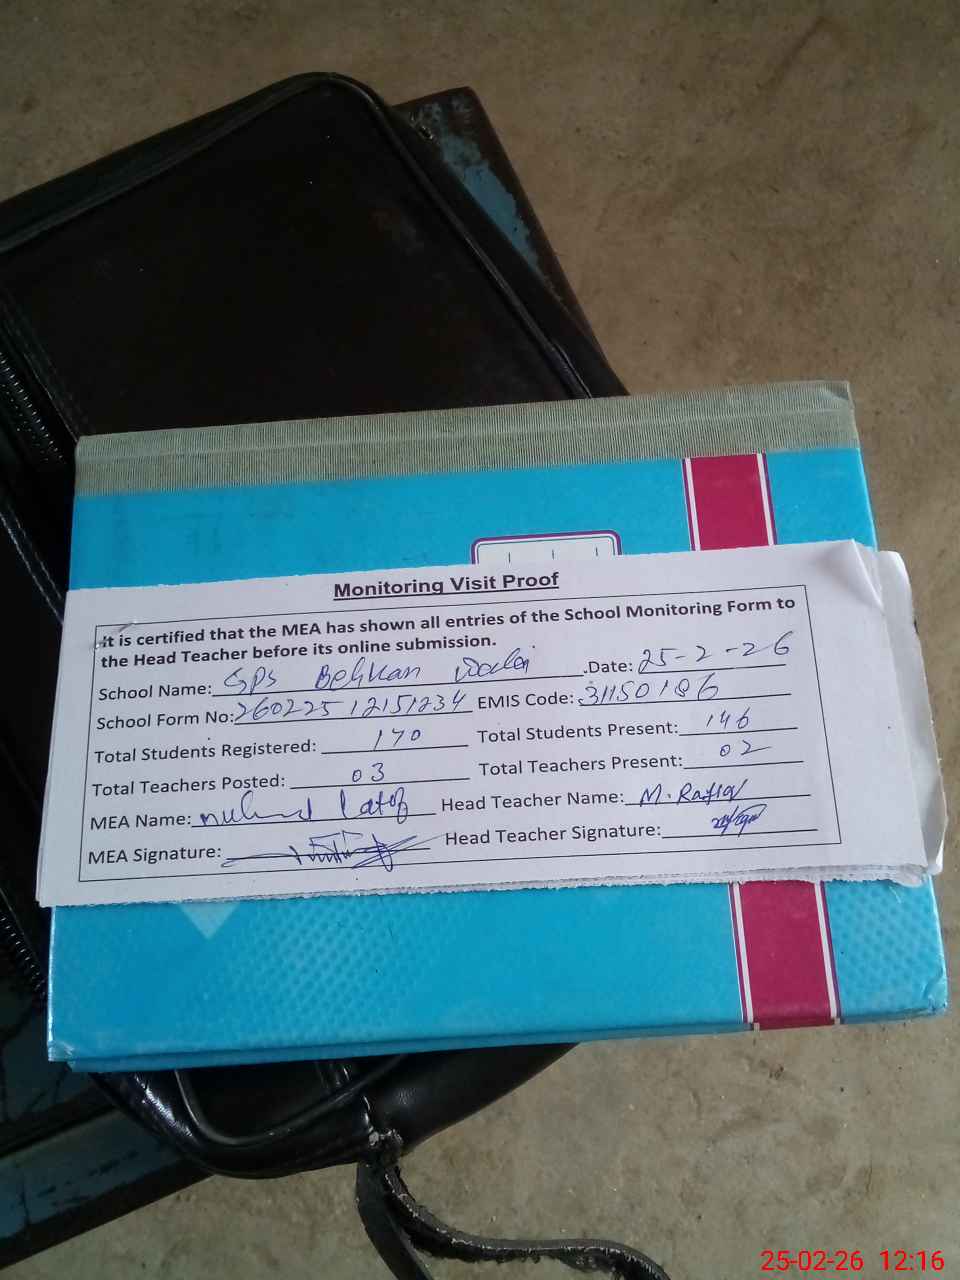 Monitoring Visit Proof
It is certified that the MEA has shown all entries of the School Monitoring Form to
the Head Teacher before its online submission.
School Name: GPS .Date: 25-2-26
School Form No: 26022512151234 EMIS Code: 31150186
Total Students Registered: 170 Total Students Present: 146
Total Teachers Posted: 03 Total Teachers Present: 02
MEA Name: Latif Head Teacher Name: M. Rafiq
MEA Signature: Head Teacher Signature:
25-02-26 12:16